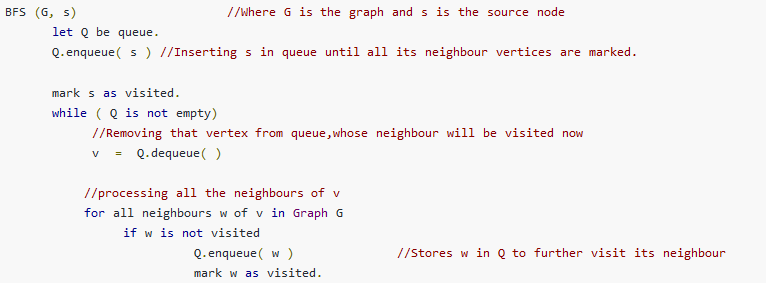 BFS (G, s)                    //Where G is the graph and s is the source node
      let Q be queue.
      Q.enqueue( s ) //Inserting s in queue until all its neighbour vertices are marked.

      mark s as visited.
      while ( Q is not empty)
           //Removing that vertex from queue,whose neighbour will be visited now
           v  =  Q.dequeue( )

          //processing all the neighbours of v
          for all neighbours w of v in Graph G
               if w is not visited
                        Q.enqueue( w )             //Stores w in Q to further visit its neighbour
                        mark w as visited.